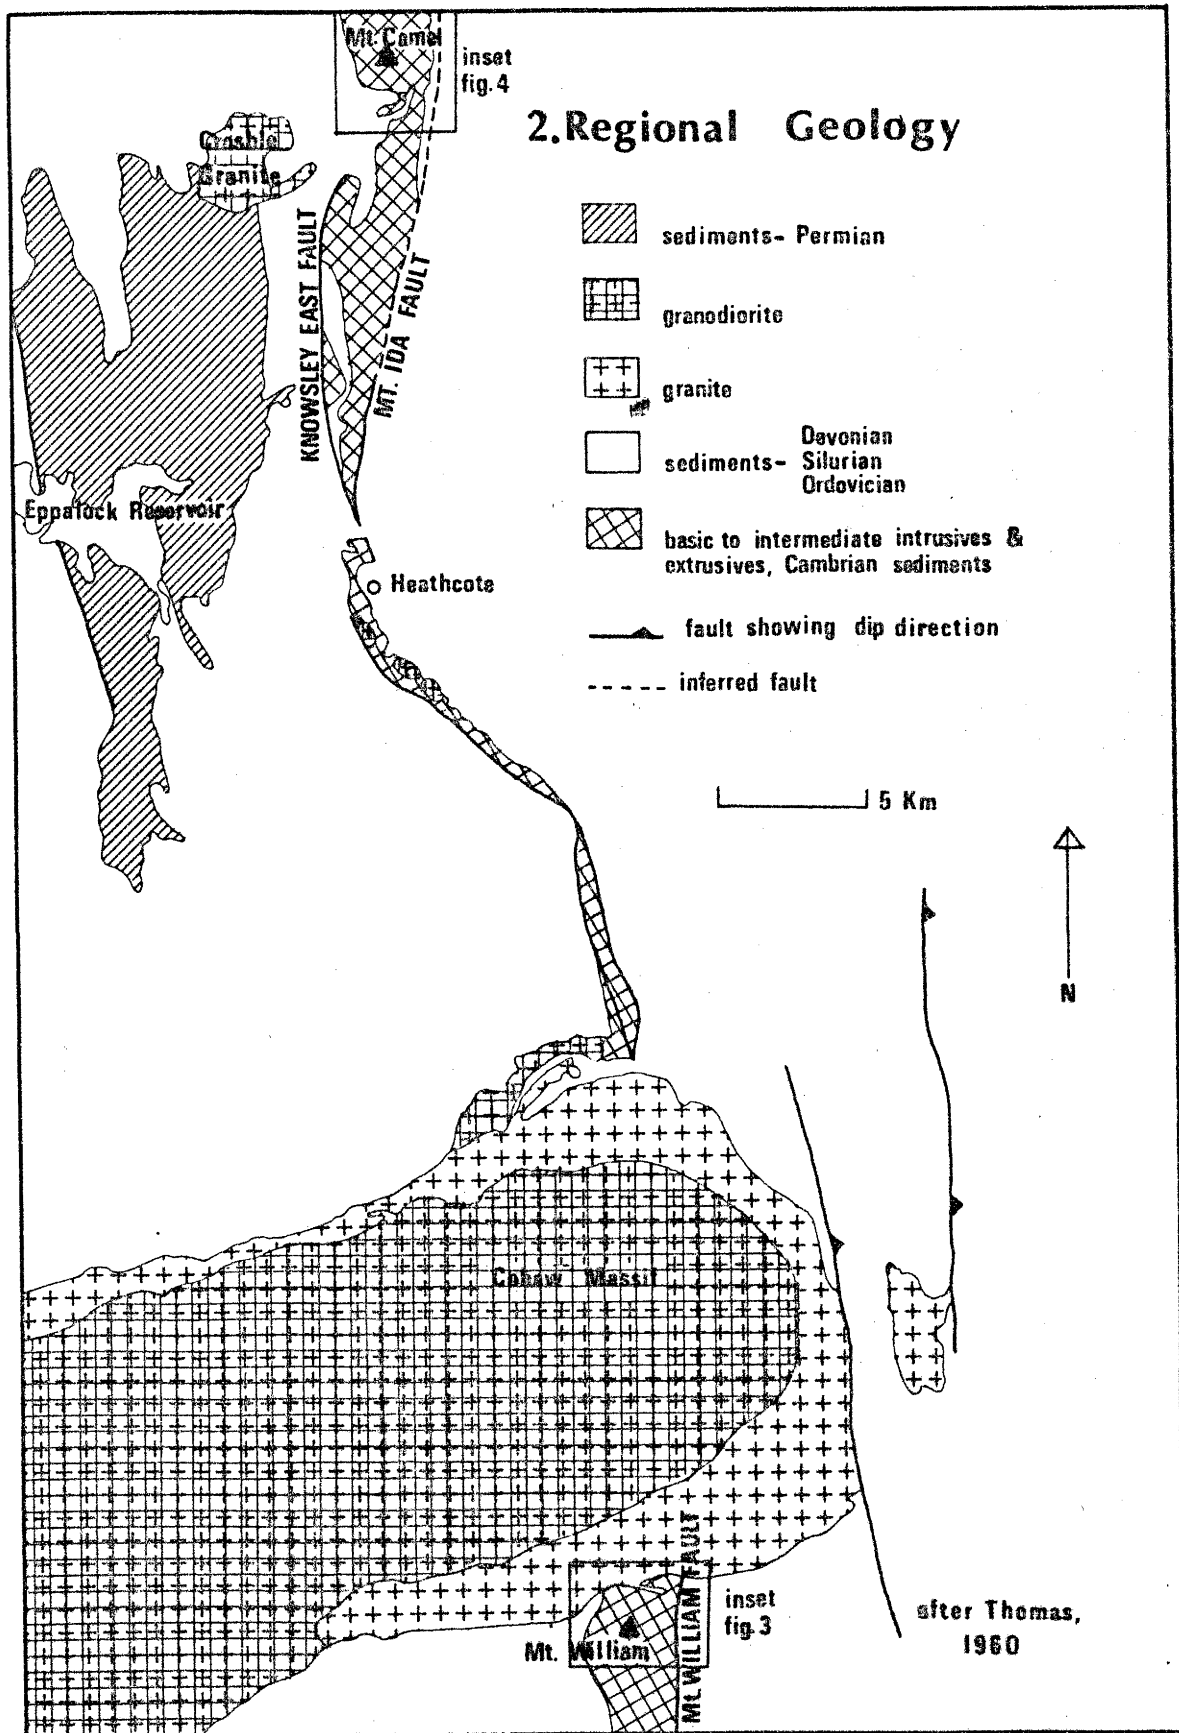 Mt. Camel
inset
fig. 4
2. Regional Geology
Granite
KNOWSLEY EAST FAULT
MT. IDA FAULT
sediments- Permian
granodiorite
granite
sediments- Devonian
Silurian
Ordovician
basic to intermediate intrusives &
extrusives, Cambrian sediments
fault showing dip direction
inferred fault
Eppalock Reservoir
Heathcote
5 Km
N
Cobaw Massif
Mt. WILLIAM FAULT
inset
fig. 3
Mt. William
after Thomas,
1960